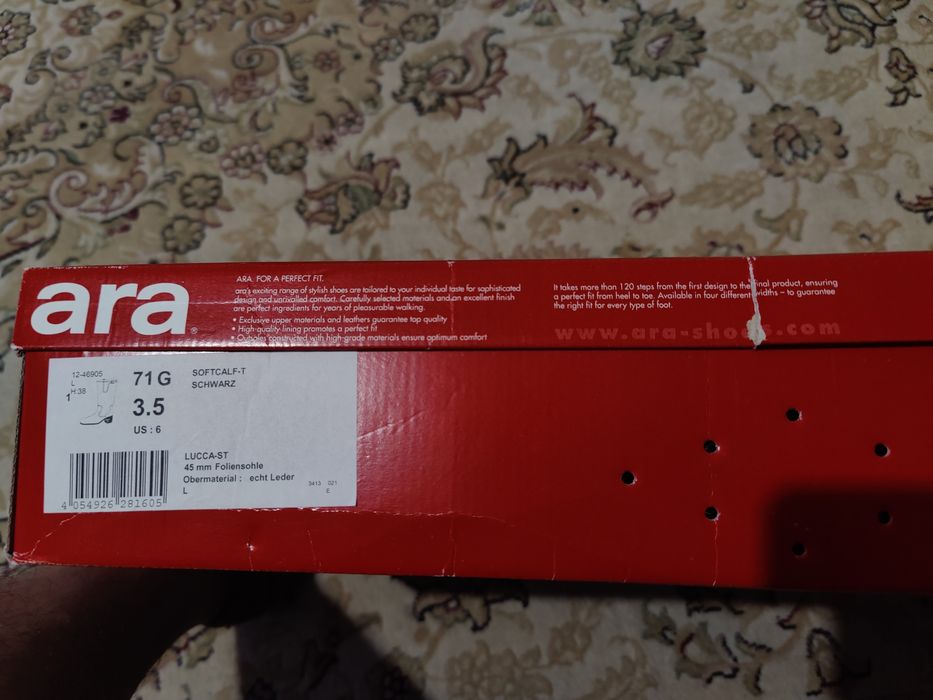 ara®
ARA. FOR A PERFECT FIT.
ara's exciting range of stylish shoes are tailored to your individual taste for sophisticated
design and unrivalled comfort. Carefully selected materials and an excellent finish
are perfect ingredients for years of pleasurable walking.
• Exclusive upper materials and leathers guarantee top quality
• High-quality lining promotes a perfect fit
• Outsoles constructed with high-grade materials ensure optimum comfort
It takes more than 120 steps from the first design to the final product, ensuring
a perfect fit from heel to toe. Available in four different widths – to guarantee
the right fit for every type of foot.
www.ara-shoes.com
12-46905
L
H:38
1
71 G
3.5
US : 6
SOFTCALF-T
SCHWARZ
LUCCA-ST
45 mm Foliensohle
Obermaterial : echt Leder
L
3413 021
E
4 054926 281605